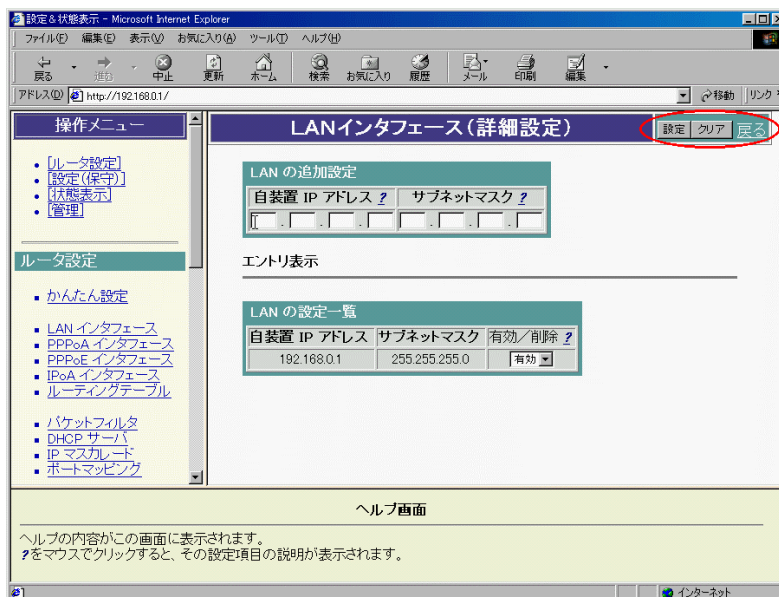 設定&状態表示 - Microsoft Internet Explorer
ファイル(F) 編集(E) 表示(V) お気に入り(A) ツール(T) ヘルプ(H)
戻る 進む 中止 更新 ホーム 検索 お気に入り 履歴 メール 印刷 編集
アドレス(D) http://192.168.0.1/ 移動 リンク
操作メニュー
[ルータ設定]
[設定(保守)]
[状態表示]
[管理]
ルータ設定
かんたん設定
LAN インタフェース
PPPoA インタフェース
PPPoE インタフェース
IPoA インタフェース
ルーティングテーブル
パケットフィルタ
DHCP サーバ
IP マスカレード
ポートマッピング
LANインタフェース(詳細設定) 設定 クリア 戻る
LAN の追加設定
自装置 IP アドレス ? サブネットマスク ?
. . . . . .
エントリ表示
LAN の設定一覧
自装置 IP アドレス サブネットマスク 有効/削除 ?
192.168.0.1 255.255.255.0 有効
ヘルプ画面
ヘルプの内容がこの画面に表示されます。
?をマウスでクリックすると、その設定項目の説明が表示されます。
インターネット